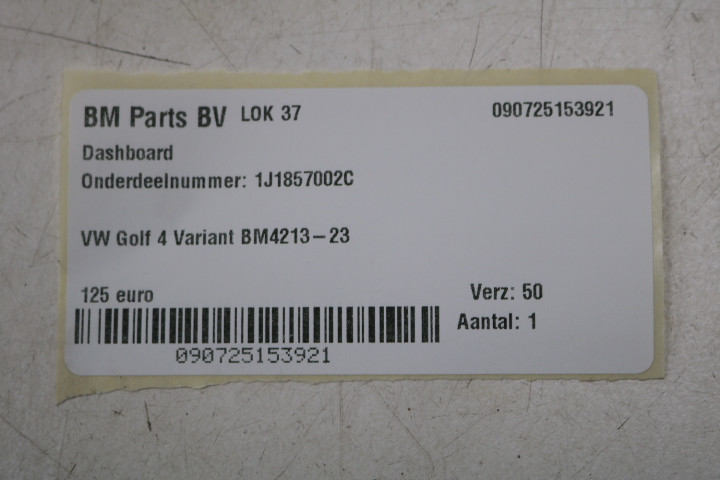 BM Parts BV LOK 37 090725153921
Dashboard
Onderdeelnummer: 1J1857002C
VW Golf 4 Variant BM4213-23
125 euro Verz: 50
Aantal: 1
090725153921